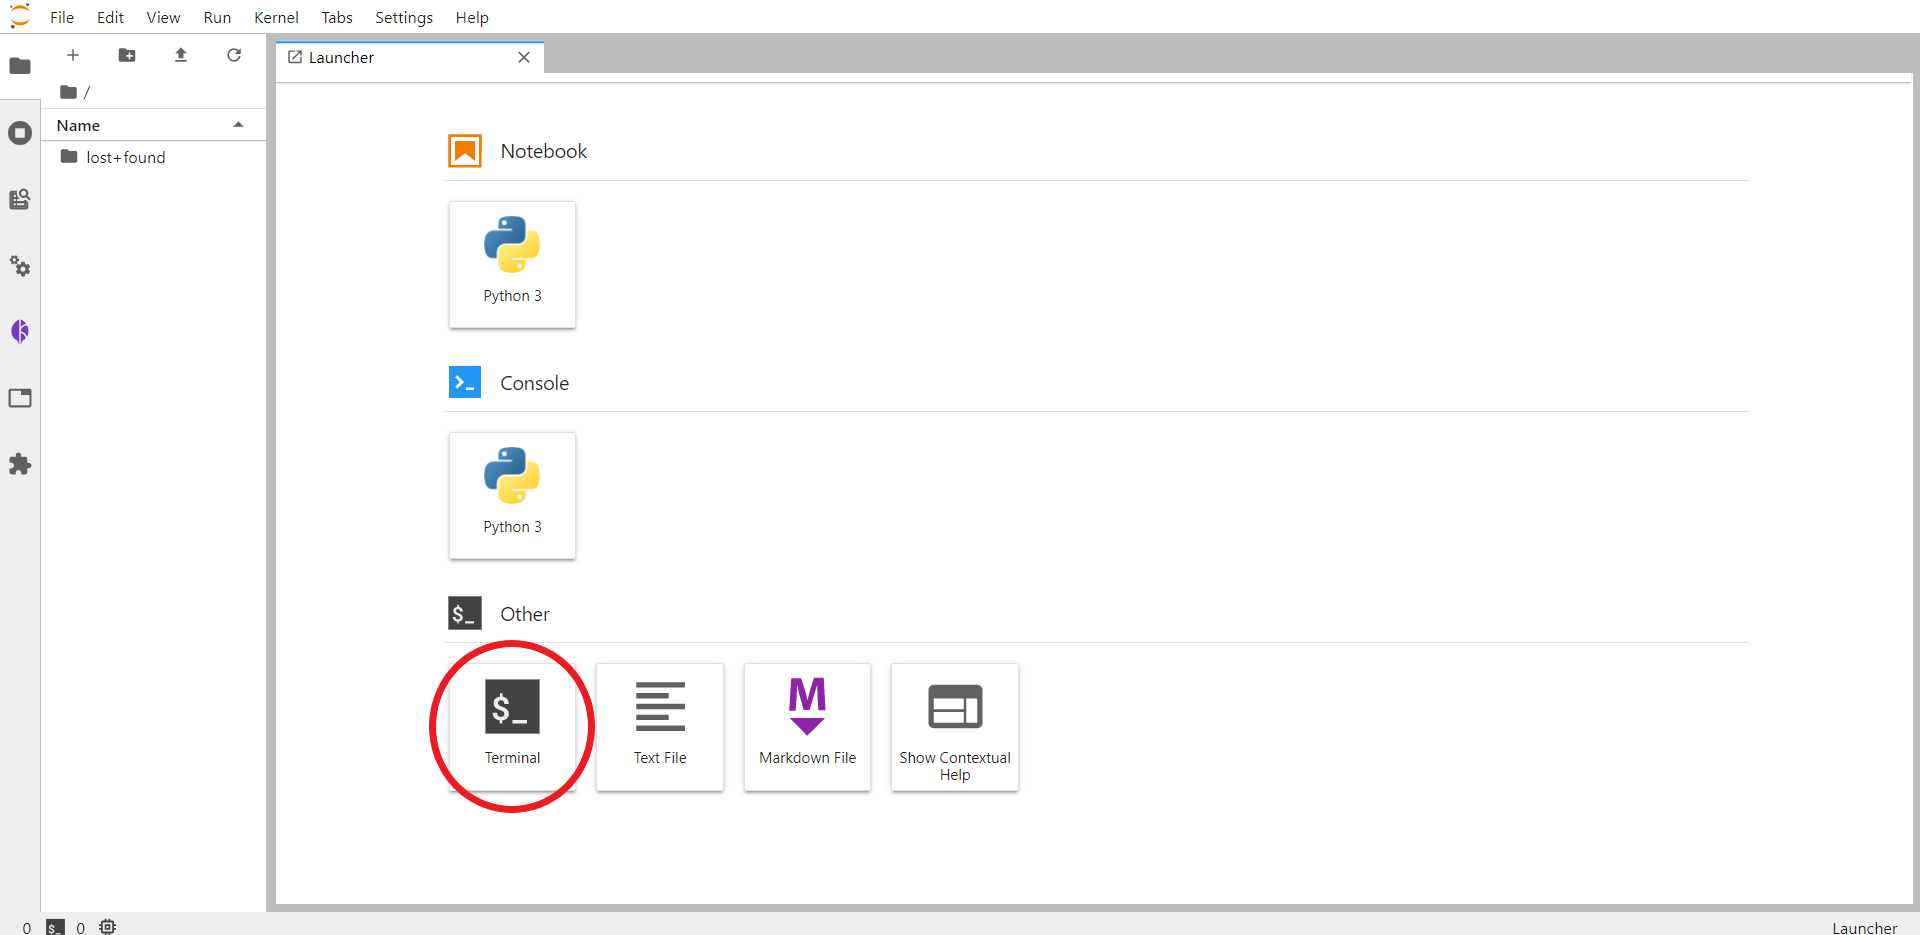 File Edit View Run Kernel Tabs Settings Help
Launcher
/
Name
lost+found
Notebook
Python 3
Console
Python 3
$_ Other
$_
Terminal
Text File
M
Markdown File
Show Contextual
Help
0 $_ 0
Launcher